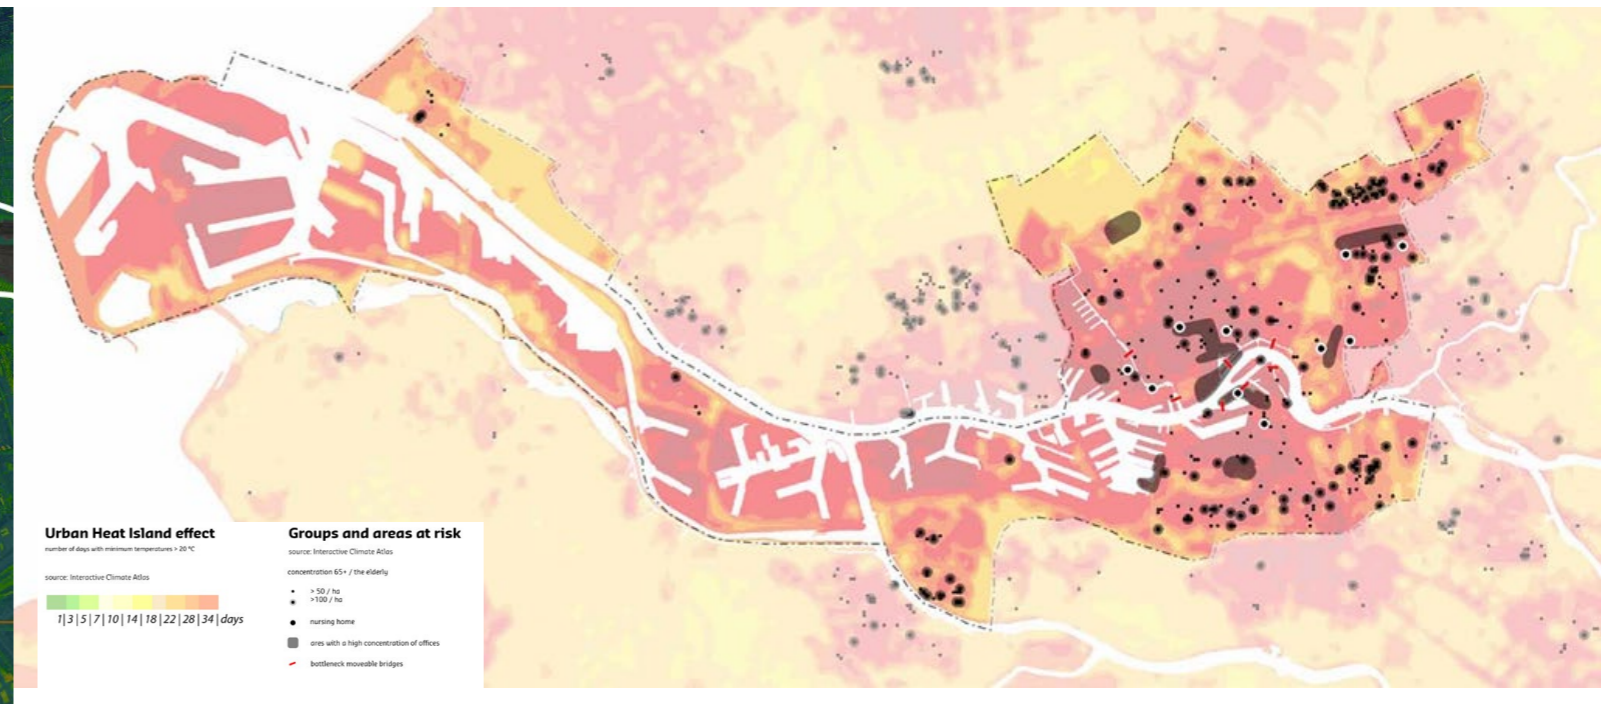 Urban Heat Island effect
number of days with minimum temperatures > 20 °C
source: Interactive Climate Atlas
1|3|5|7|10|14|18|22|28|34|days
Groups and areas at risk
source: Interactive Climate Atlas
concentration 65+ / the elderly
> 50 / ha
>100 / ha
nursing home
ares with a high concentration of offices
bottleneck moveable bridges